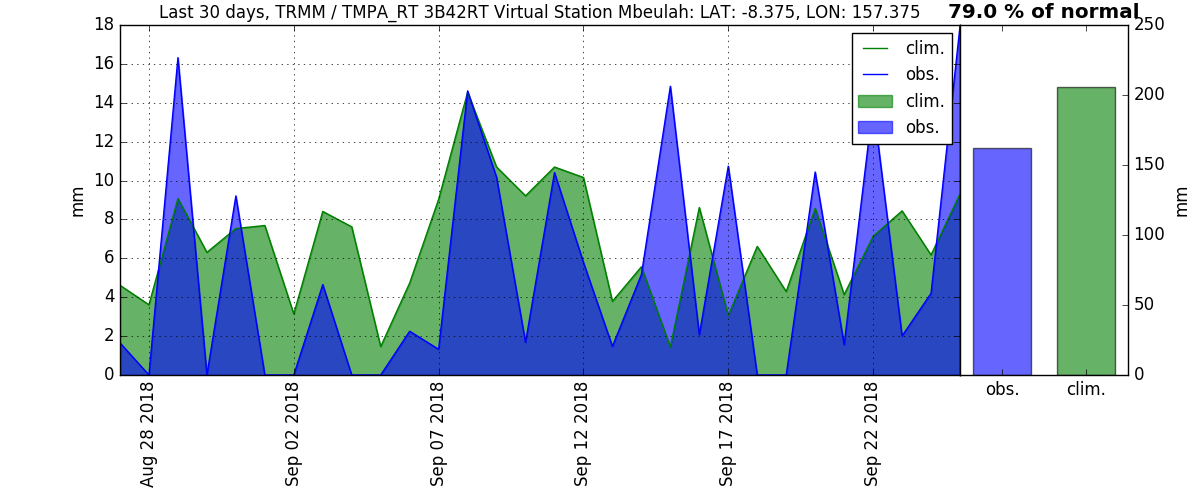 Last 30 days, TRMM / TMPA_RT 3B42RT Virtual Station Mbeulah: LAT: -8.375, LON: 157.375
79.0 % of normal
mm
18
16
14
12
10
8
6
4
2
0
clim.
obs.
clim.
obs.
Aug 28 2018
Sep 02 2018
Sep 07 2018
Sep 12 2018
Sep 17 2018
Sep 22 2018
250
200
150
100
50
0
mm
obs.
clim.